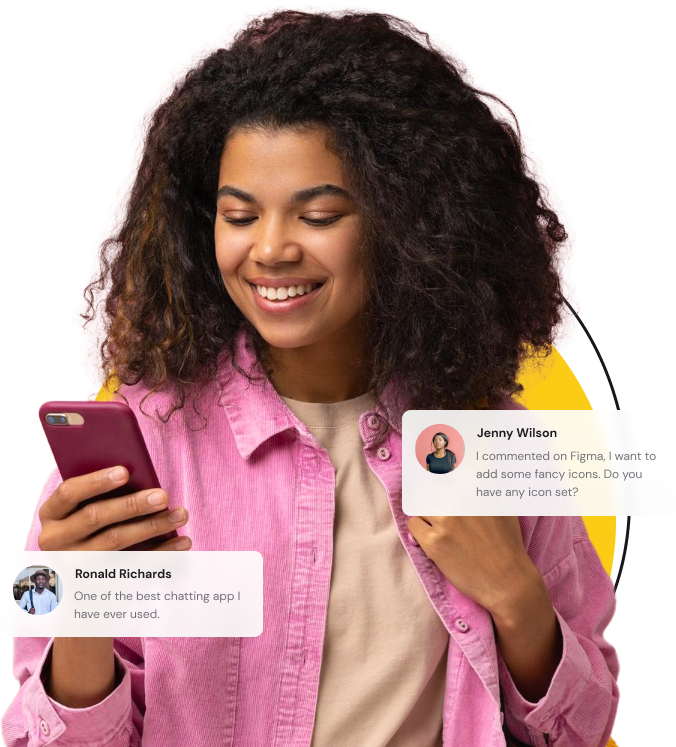 Jenny Wilson
I commented on Figma, I want to
add some fancy icons. Do you
have any icon set?
Ronald Richards
One of the best chatting app I
have ever used.